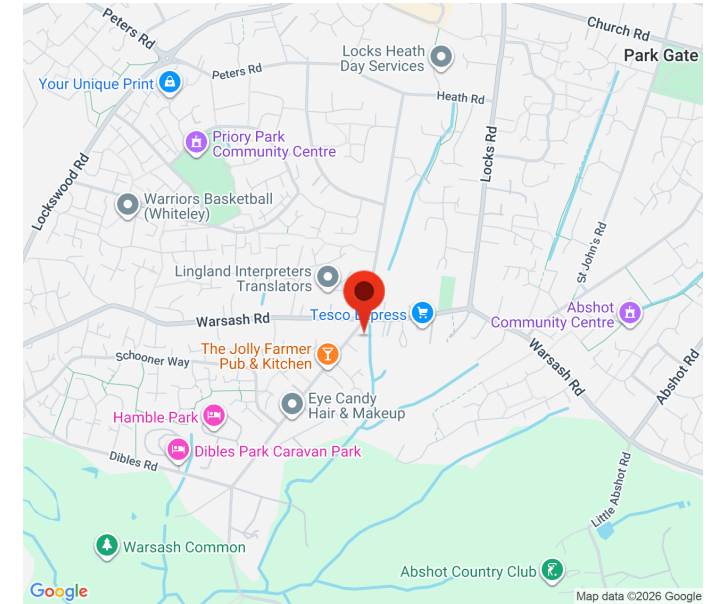 Peters Rd
Church Rd
Locks Heath
Day Services
Park Gate
Your Unique Print
Peters Rd
Heath Rd
Priory Park
Community Centre
Locks Rd
Lockswood Rd
Warriors Basketball
(Whiteley)
St John's Rd
Lingland Interpreters
Translators
Tesco Express
Abshot
Community Centre
Warsash Rd
The Jolly Farmer
Pub & Kitchen
Schooner Way
Warsash Rd
Abshot Rd
Eye Candy
Hair & Makeup
Hamble Park
Dibles Park Caravan Park
Dibles Rd
Little Abshot Rd
Warsash Common
Abshot Country Club
Google
Map data ©2026 Google